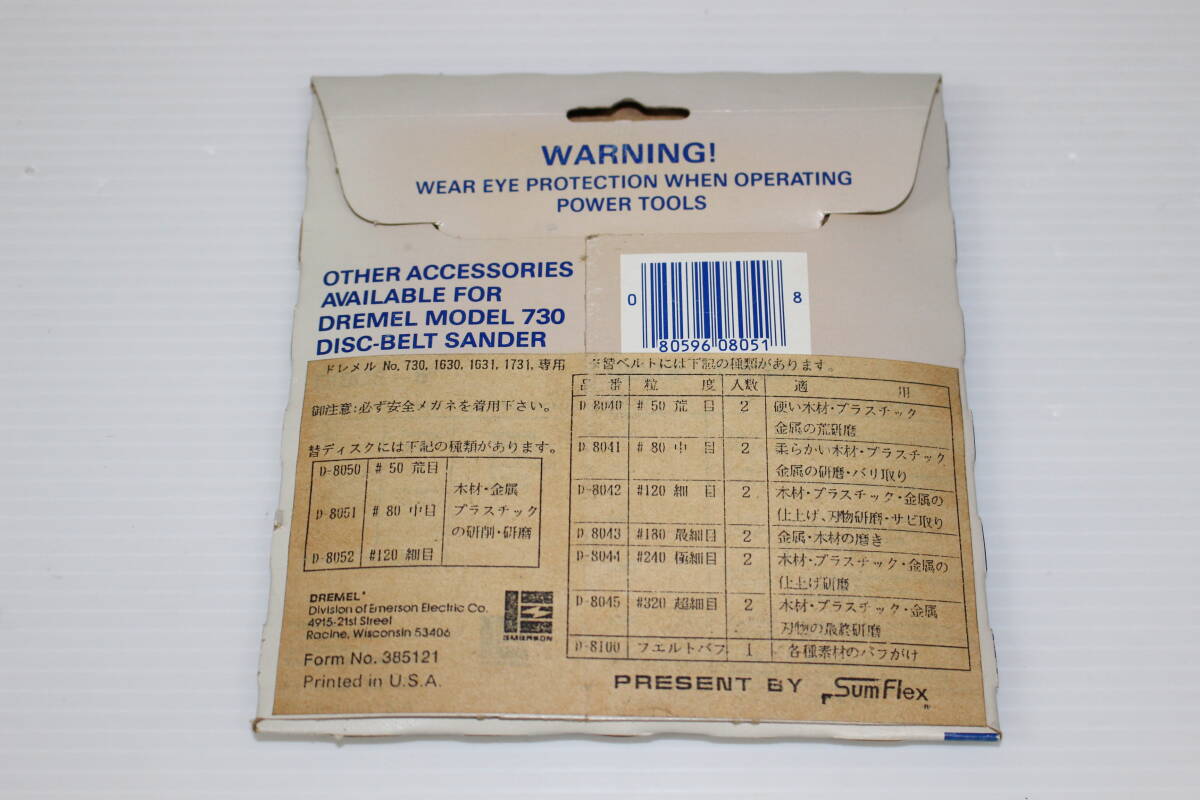 WARNING!
WEAR EYE PROTECTION WHEN OPERATING
POWER TOOLS
OTHER ACCESSORIES
AVAILABLE FOR
DREMEL MODEL 730
DISC-BELT SANDER
0 80596 08051 8
ドレメル No. 730, 1630, 1631, 1731, 専用
御注意:必ず安全メガネを着用下さい。
替ディスクには下記の種類があります。
D-8050 # 50 荒目
D-8051 # 80 中目
D-8052 #120 細目
木材・金属
プラスチック
の研削・研磨
※替ベルトには下記の種類があります。
品 番 粒 度 人数 適 用
D-8040 # 50 荒 目 2 硬い木材・プラスチック
金属の荒研磨
D-8041 # 80 中 目 2 柔らかい木材・プラスチック
金属の研磨・バリ取り
D-8042 #120 細 目 2 木材・プラスチック・金属の
仕上げ、刃物研磨・サビ取り
D-8043 #180 最細目 2 金属・木材の磨き
D-8044 #240 極細目 2 木材・プラスチック・金属の
仕上げ研磨
D-8045 #320 超細目 2 木材・プラスチック・金属
刃物の最終研磨
D-8100 フエルトバフ 1 各種素材のバフがけ
DREMEL®
Division of Emerson Electric Co.
4915-21st Street
Racine, Wisconsin 53406
EMERSON
Form No. 385121
Printed in U.S.A.
PRESENT BY SumFlex®